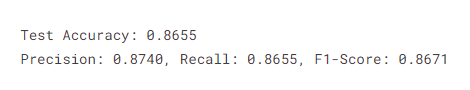 Test Accuracy: 0.8655
Precision: 0.8740, Recall: 0.8655, F1-Score: 0.8671